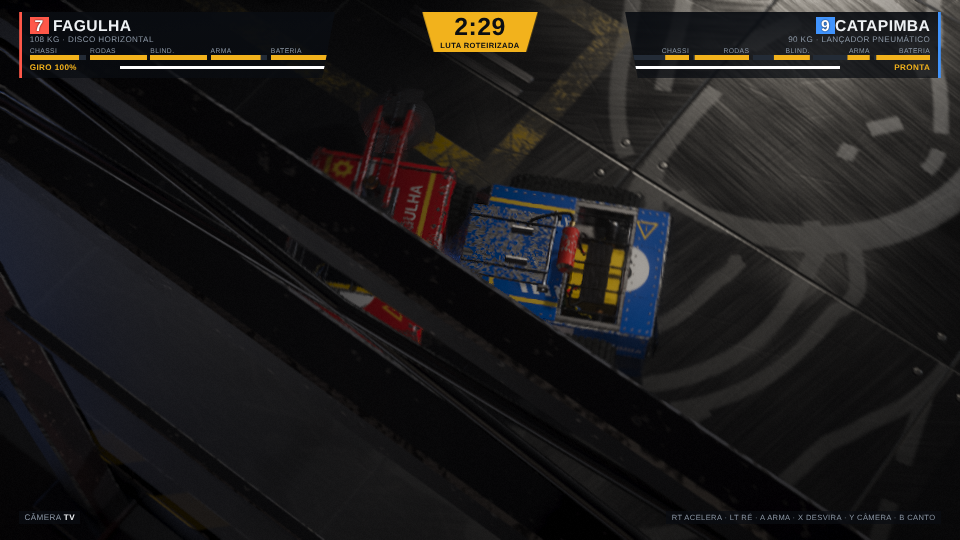 7 FAGULHA
108 KG · DISCO HORIZONTAL
CHASSI RODAS BLIND. ARMA BATERIA
GIRO 100%
2:29
LUTA ROTEIRIZADA
9 CATAPIMBA
90 KG · LANÇADOR PNEUMÁTICO
CHASSI RODAS BLIND. ARMA BATERIA
PRONTA
GULHA
CÂMERA TV
RT ACELERA · LT RÉ · A ARMA · X DESVIRA · Y CÂMERA · B CANTO